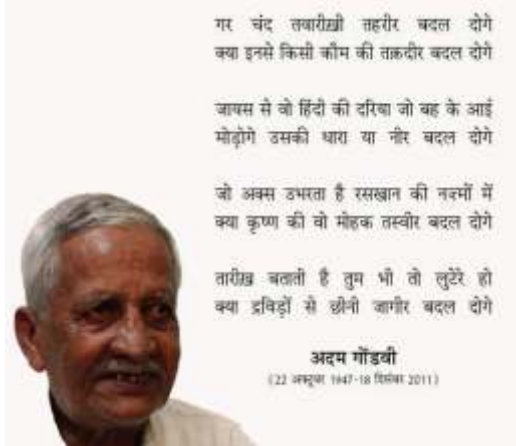 गर चंद तवारीखी तहरीर बदल दोगे
क्या इनसे किसी कौम की तक़दीर बदल दोगे
जायस से वो हिंदी की दरिया जो बह के आई
मोड़ोगे उसकी धारा या नीर बदल दोगे
जो अक्स उभरता है रसखान की नज्मों में
क्या कृष्ण की वो मोहक तस्वीर बदल दोगे
तारीख़ बताती है तुम भी तो लुटेरे हो
क्या द्रविड़ों से छीनी जागीर बदल दोगे
अदम गोंडवी
(22 अक्टूबर 1947-18 दिसंबर 2011)